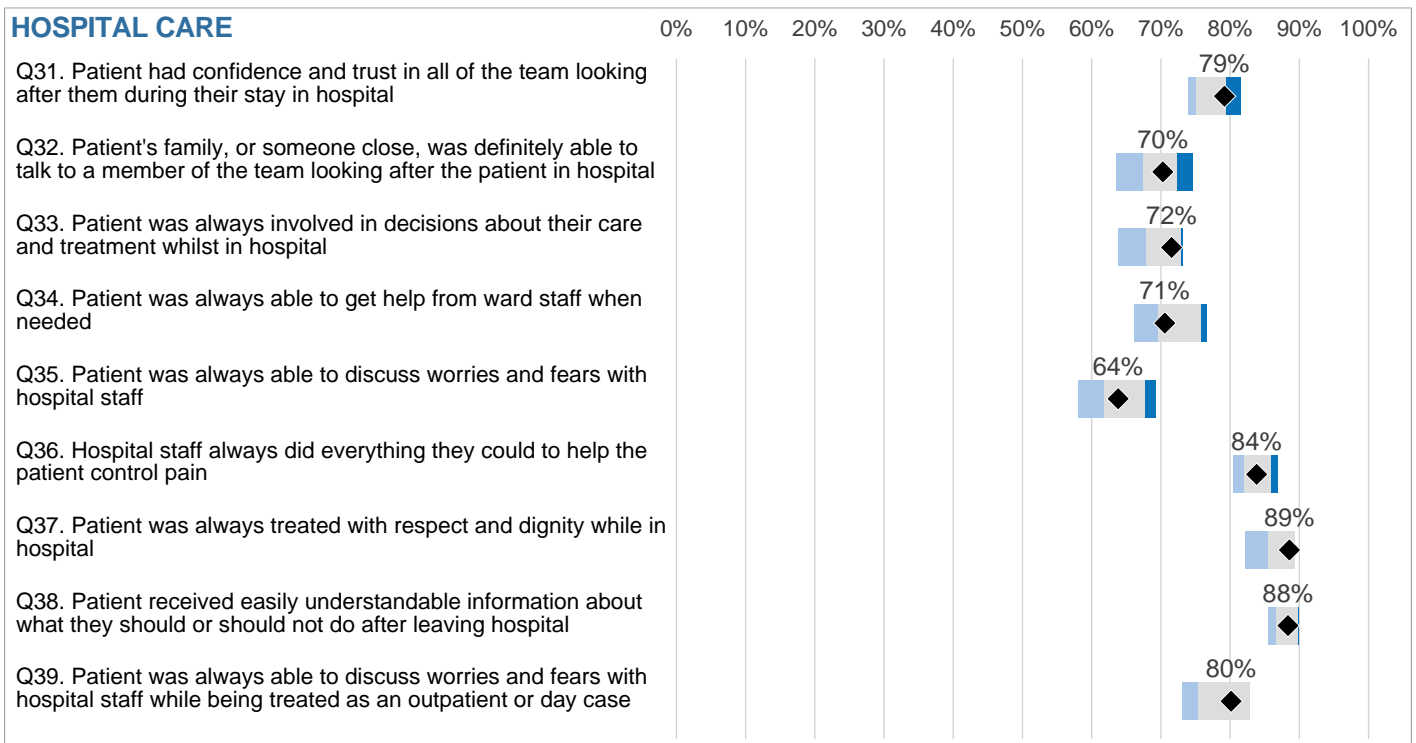 HOSPITAL CARE
0% 10% 20% 30% 40% 50% 60% 70% 80% 90% 100%
Q31. Patient had confidence and trust in all of the team looking
after them during their stay in hospital
79%
Q32. Patient's family, or someone close, was definitely able to
talk to a member of the team looking after the patient in hospital
70%
Q33. Patient was always involved in decisions about their care
and treatment whilst in hospital
72%
Q34. Patient was always able to get help from ward staff when
needed
71%
Q35. Patient was always able to discuss worries and fears with
hospital staff
64%
Q36. Hospital staff always did everything they could to help the
patient control pain
84%
Q37. Patient was always treated with respect and dignity while in
hospital
89%
Q38. Patient received easily understandable information about
what they should or should not do after leaving hospital
88%
Q39. Patient was always able to discuss worries and fears with
hospital staff while being treated as an outpatient or day case
80%